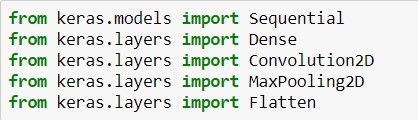 from keras.models import Sequential
from keras.layers import Dense
from keras.layers import Convolution2D
from keras.layers import MaxPooling2D
from keras.layers import Flatten